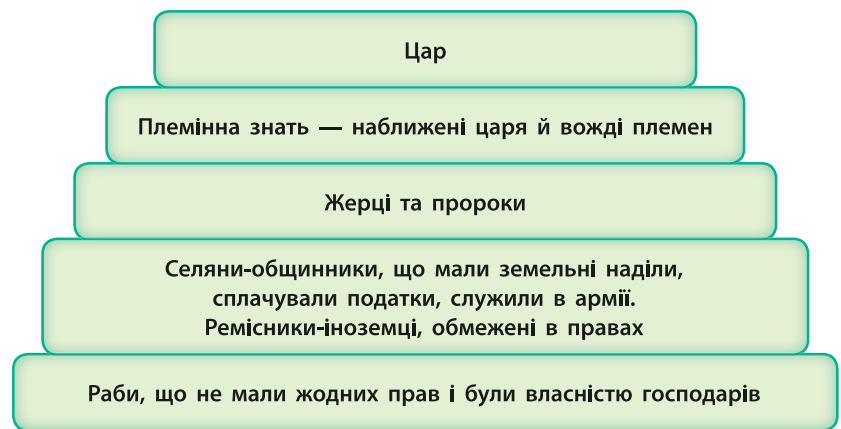 Цар
Племінна знать — наближені царя й вожді племен
Жерці та пророки
Селяни-общинники, що мали земельні наділи,
сплачували податки, служили в армії.
Ремісники-іноземці, обмежені в правах
Раби, що не мали жодних прав і були власністю господарів